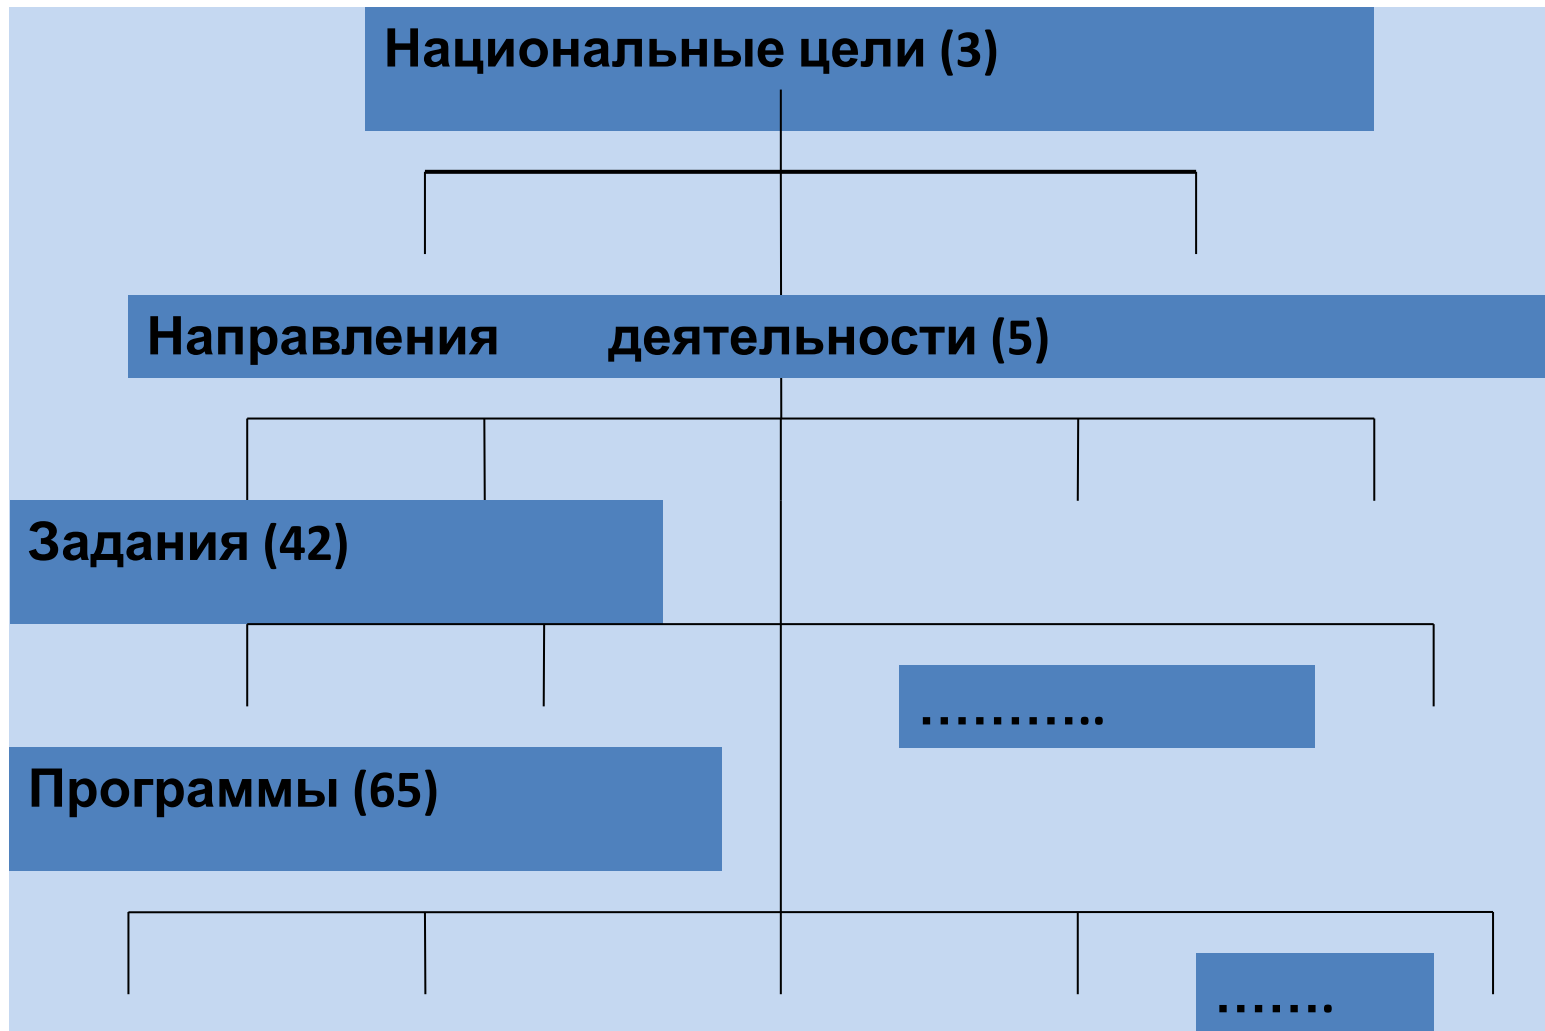 Национальные цели (3)
Направления деятельности (5)
Задания (42)
………..
Программы (65)
…….